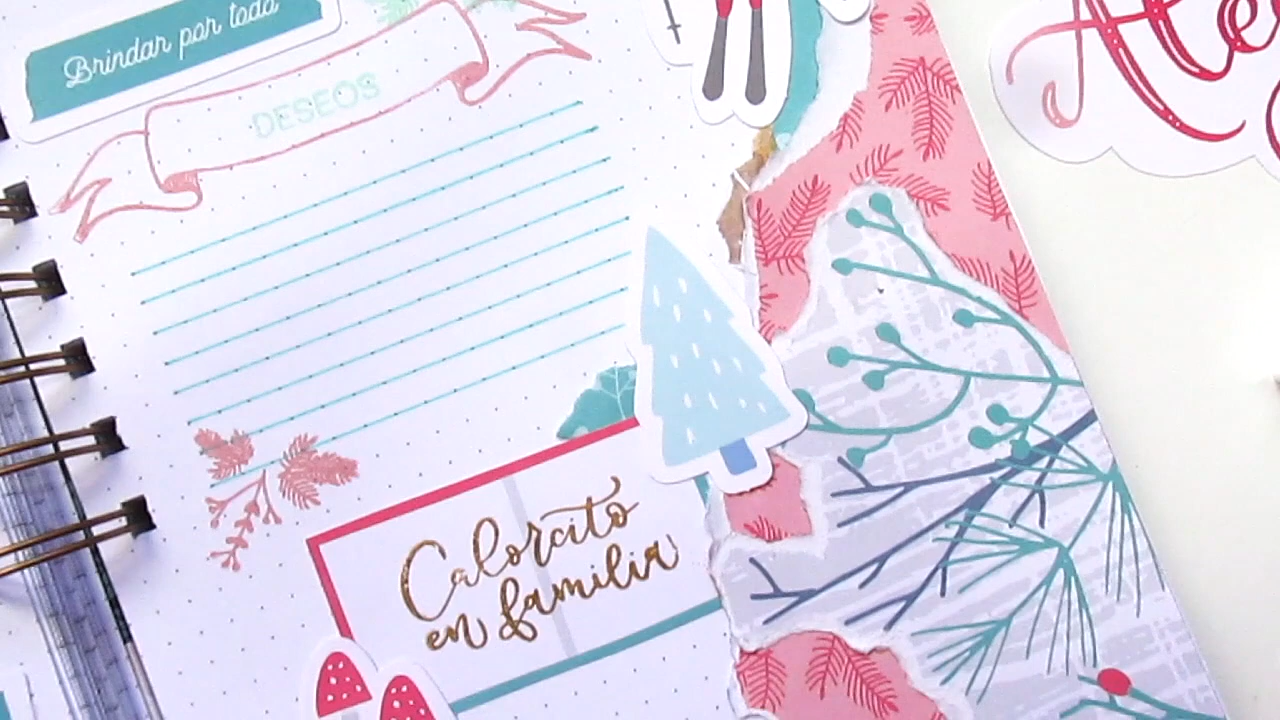 Brindar por todo
DESEOS
Calorcito
en familia